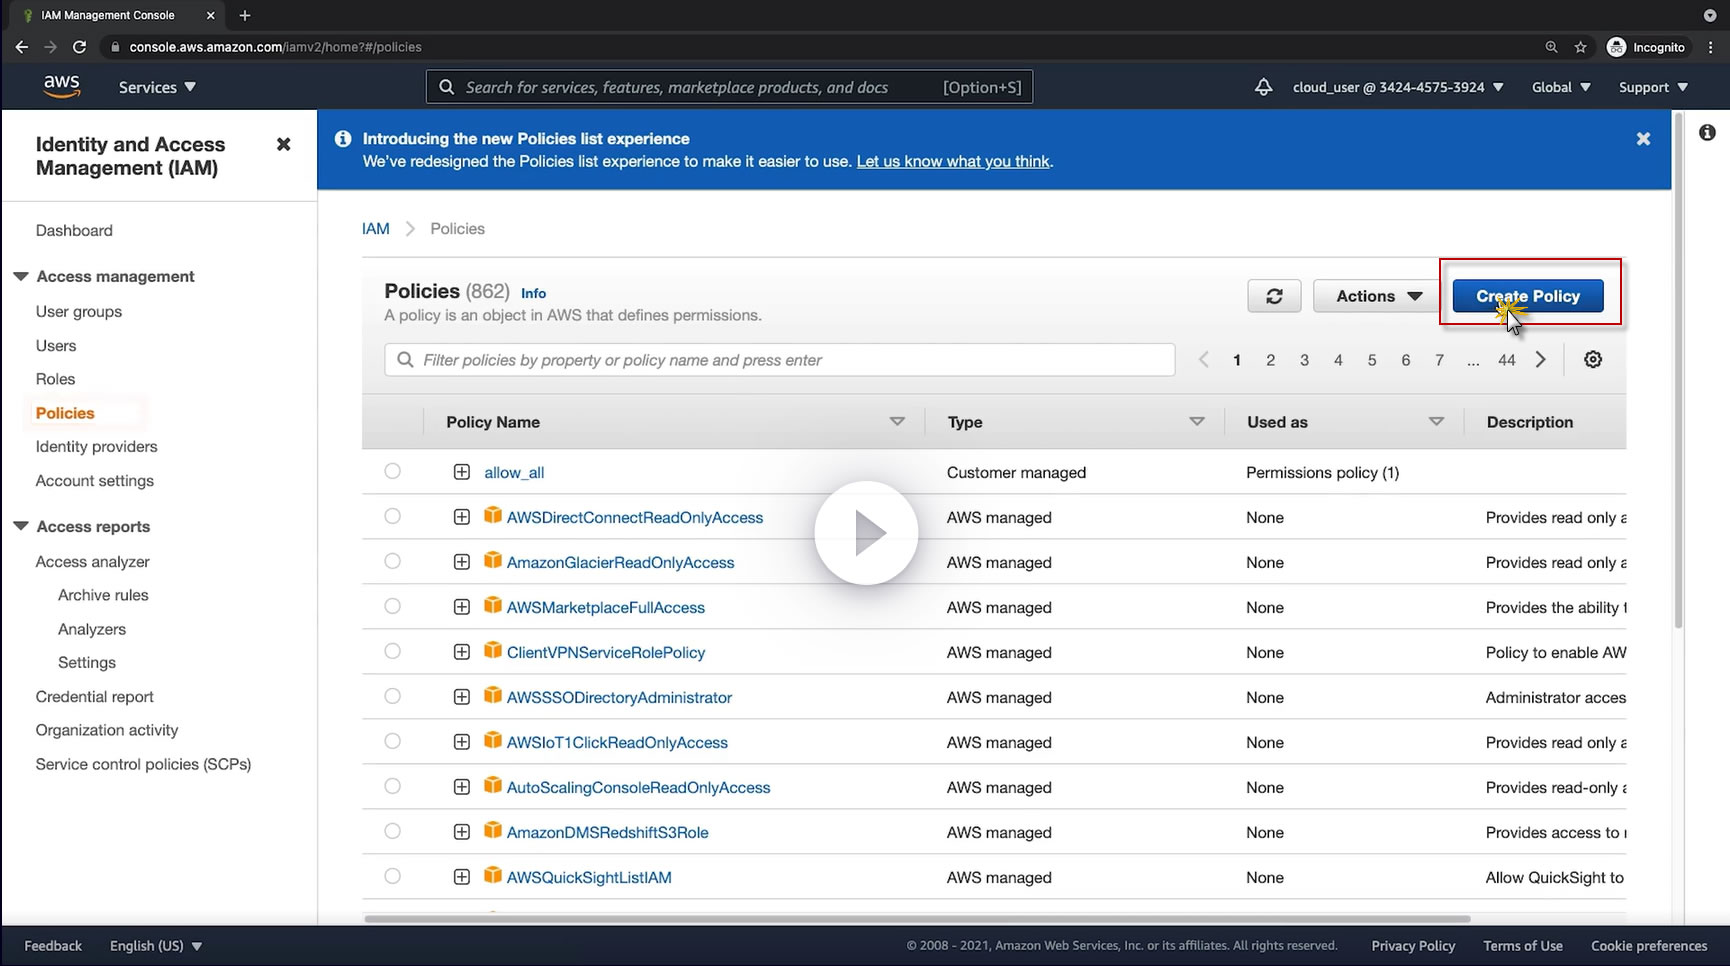 IAM Management Console
console.aws.amazon.com/iamv2/home?#/policies
Incognito
aws
Services
Search for services, features, marketplace products, and docs [Option+S]
cloud_user @ 3424-4575-3924
Global
Support
Identity and Access
Management (IAM)
Dashboard
Access management
User groups
Users
Roles
Policies
Identity providers
Account settings
Access reports
Access analyzer
Archive rules
Analyzers
Settings
Credential report
Organization activity
Service control policies (SCPs)
Introducing the new Policies list experience
We've redesigned the Policies list experience to make it easier to use. Let us know what you think.
IAM > Policies
Policies (862) Info
A policy is an object in AWS that defines permissions.
Actions
Create Policy
Filter policies by property or policy name and press enter
1 2 3 4 5 6 7 ... 44
Policy Name Type Used as Description
allow_all Customer managed Permissions policy (1)
AWSDirectConnectReadOnlyAccess AWS managed None Provides read only a
AmazonGlacierReadOnlyAccess AWS managed None Provides read only a
AWSMarketplaceFullAccess AWS managed None Provides the ability t
ClientVPNServiceRolePolicy AWS managed None Policy to enable AW
AWSSSODirectoryAdministrator AWS managed None Administrator acces
AWSIoT1ClickReadOnlyAccess AWS managed None Provides read only a
AutoScalingConsoleReadOnlyAccess AWS managed None Provides read-only a
AmazonDMSRedshiftS3Role AWS managed None Provides access to r
AWSQuickSightListIAM AWS managed None Allow QuickSight to
Feedback English (US) © 2008 - 2021, Amazon Web Services, Inc. or its affiliates. All rights reserved. Privacy Policy Terms of Use Cookie preferences